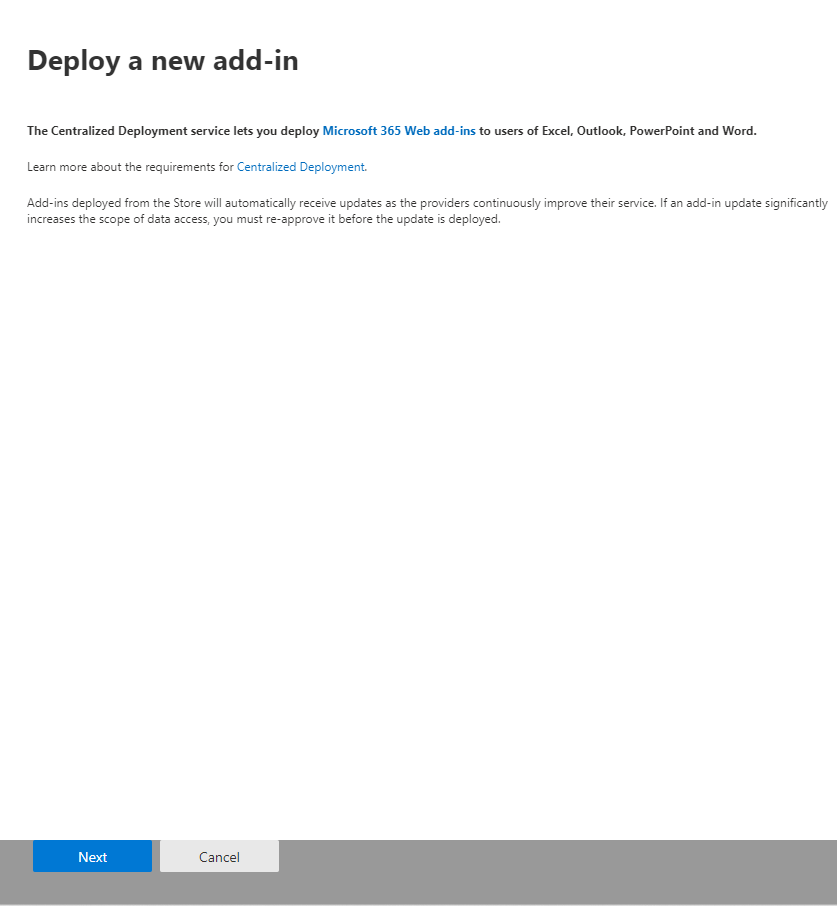 Deploy a new add-in
The Centralized Deployment service lets you deploy Microsoft 365 Web add-ins to users of Excel, Outlook, PowerPoint and Word.
Learn more about the requirements for Centralized Deployment.
Add-ins deployed from the Store will automatically receive updates as the providers continuously improve their service. If an add-in update significantly
increases the scope of data access, you must re-approve it before the update is deployed.
Next
Cancel